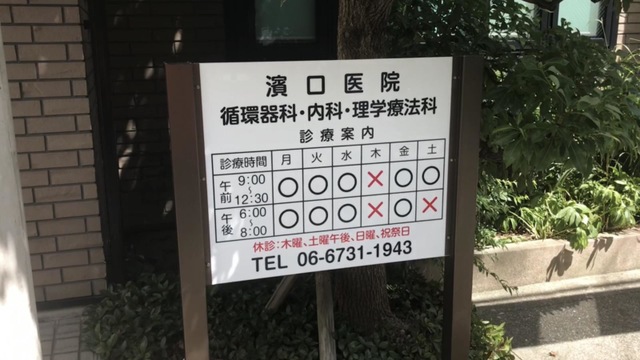 濱口医院
循環器科・内科・理学療法科
診療案内
診療時間 月 火 水 木 金 土
午前 9:00〜12:30 ○ ○ ○ × ○ ○
午後 6:00〜8:00 ○ ○ ○ × ○ ×
休診:木曜、土曜午後、日曜、祝祭日
TEL 06-6731-1943